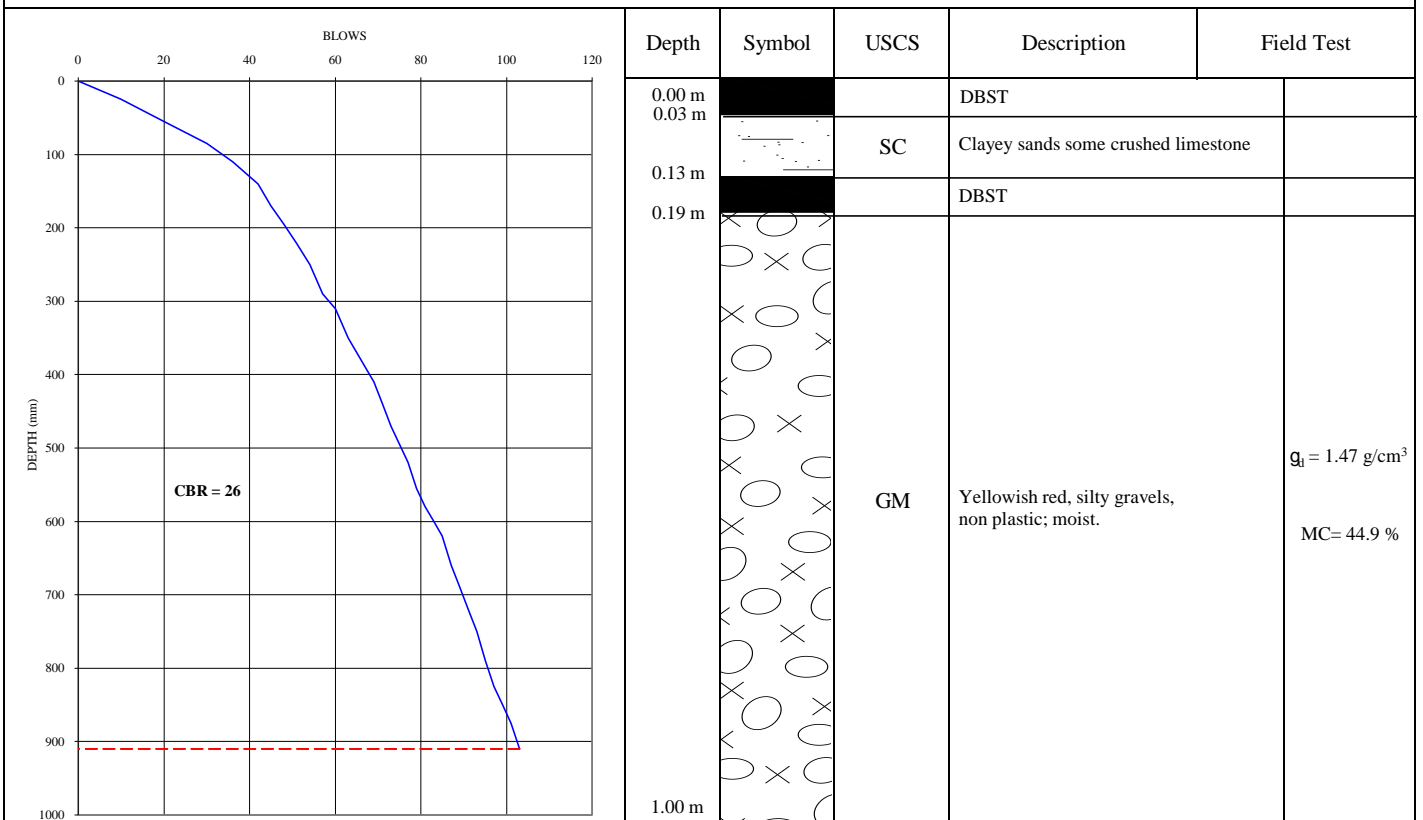 BLOWS
0 20 40 60 80 100 120
0
100
200
300
400
500
600
700
800
900
1000
DEPTH (mm)
CBR = 26
Depth Symbol USCS Description Field Test
0.00 m DBST
0.03 m
SC Clayey sands some crushed limestone
0.13 m
DBST
0.19 m
GM Yellowish red, silty gravels,
non plastic; moist.
gd = 1.47 g/cm³
MC= 44.9 %
1.00 m